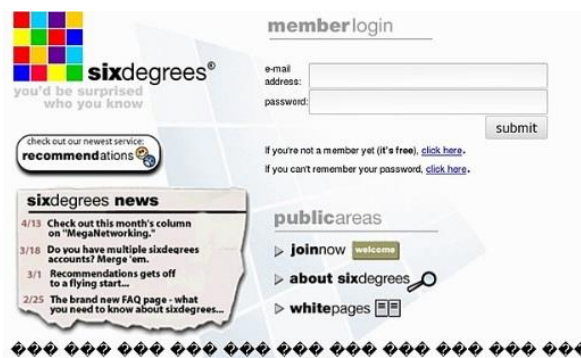 sixdegrees®
you'd be surprised
who you know
check out our newest service:
recommendations
sixdegrees news
4/13 Check out this month's column
on "MegaNetworking."
3/18 Do you have multiple sixdegrees
accounts? Merge 'em.
3/1 Recommendations gets off
to a flying start...
2/25 The brand new FAQ page - what
you need to know about sixdegrees...
memberlogin
e-mail
address:
password:
submit
If you're not a member yet (it's free), click here.
If you can't remember your password, click here.
publicareas
joinnow welcome
about sixdegrees
whitepages
��� ��� ��� ��� ��� ��� ��� ��� ��� ��� ���